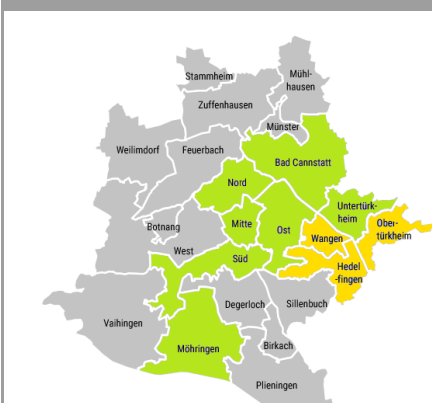 Stammheim
Mühl-
hausen
Zuffenhausen
Münster
Weilimdorf
Feuerbach
Bad Cannstatt
Nord
Untertürk-
heim
Ober-
türkheim
Botnang
Mitte
Ost
Wangen
West
Süd
Hedel
-fingen
Degerloch
Sillenbuch
Vaihingen
Möhringen
Birkach
Plieningen